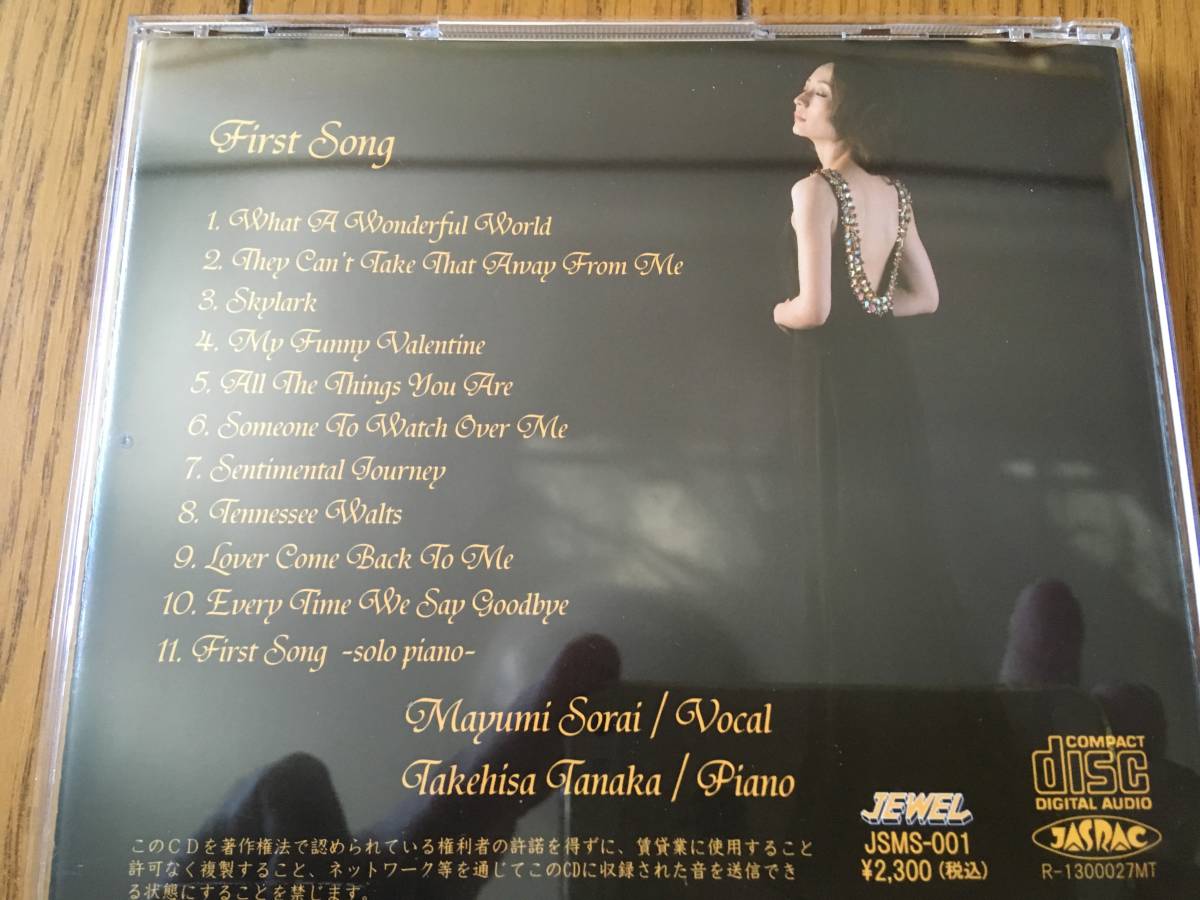 First Song
1. What A Wonderful World
2. They Can't Take That Away From Me
3. Skylark
4. My Funny Valentine
5. All The Things You Are
6. Someone To Watch Over Me
7. Sentimental Journey
8. Tennessee Walts
9. Lover Come Back To Me
10. Every Time We Say Goodbye
11. First Song -solo piano-
Mayumi Sorai / Vocal
Takehisa Tanaka / Piano
このCDを著作権法で認められている権利者の許諾を得ずに、賃貸業に使用すること
許可なく複製すること、ネットワーク等を通じてこのCDに収録された音を送信でき
る状態にすることを禁じます。
JEWEL
JSMS-001
¥2,300(税込)
COMPACT
disc
DIGITAL AUDIO
JASRAC
R-1300027MT